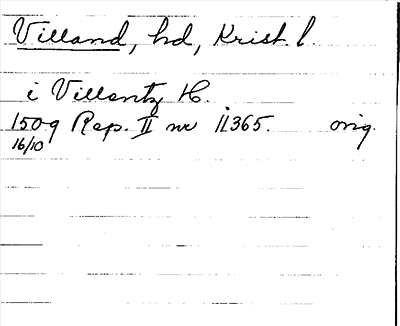 Villand, hd, Krist. l.
i Villantz H.
1509 Rep. II nr 11365. orig.
16/10